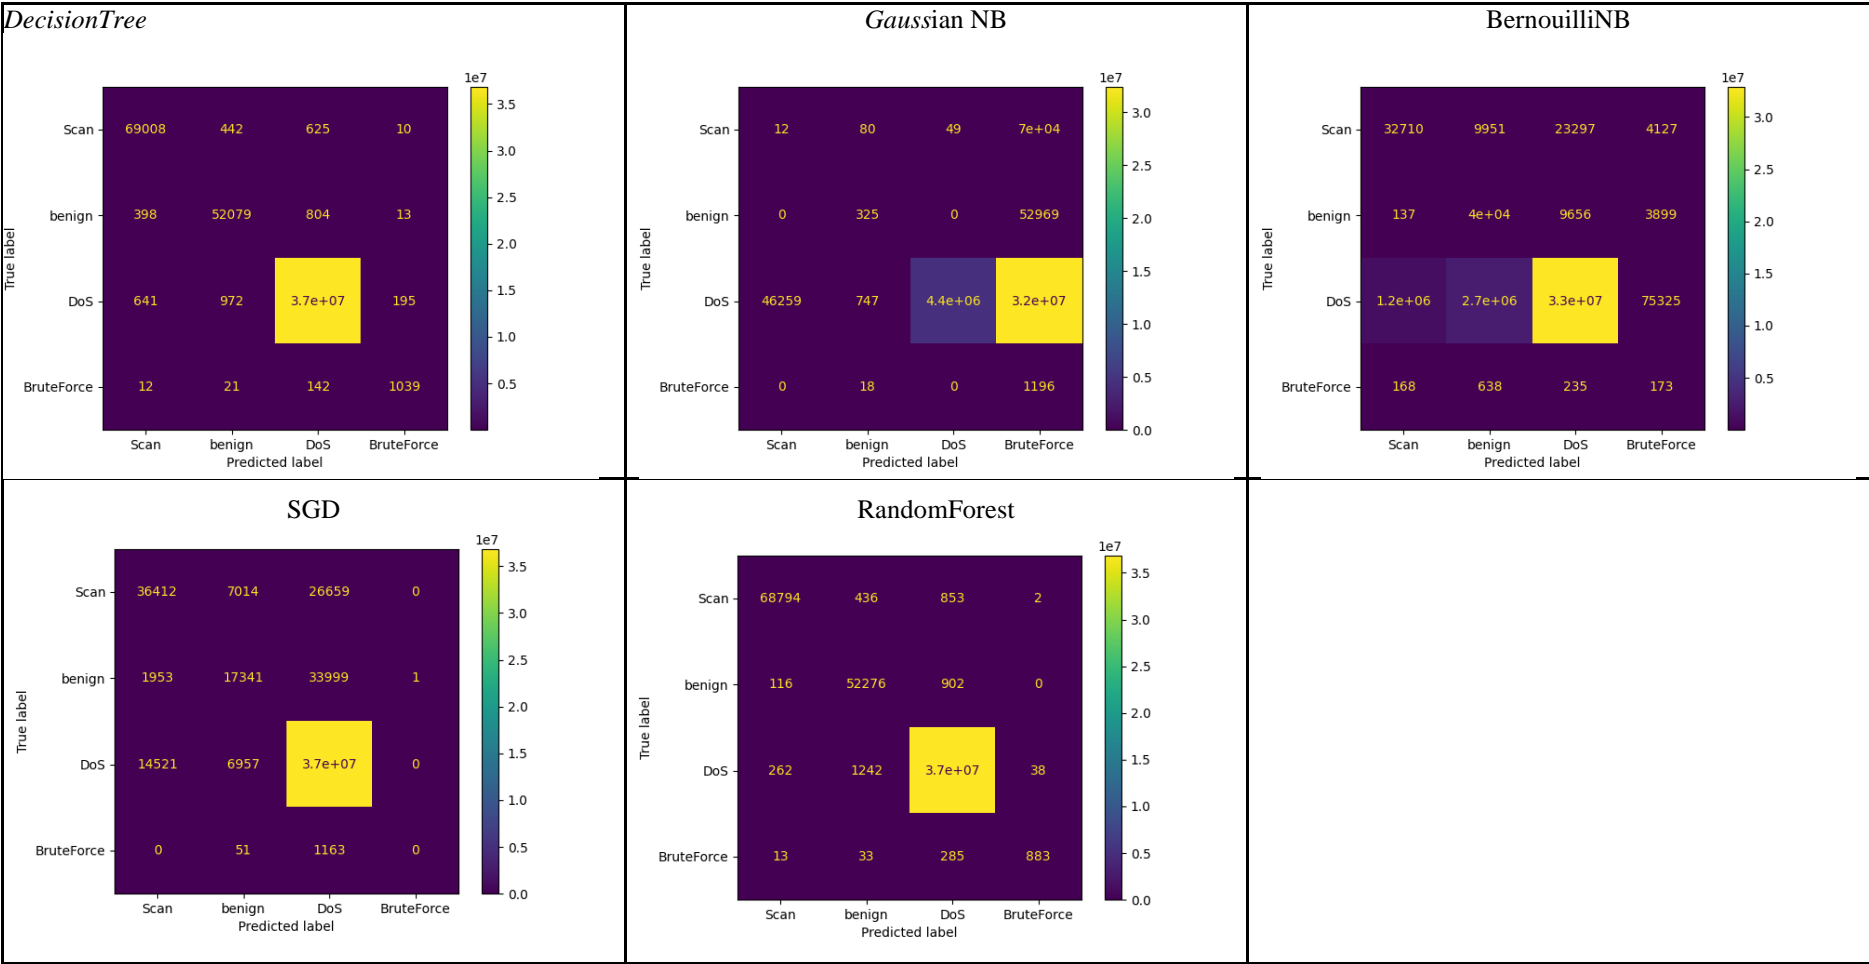 DecisionTree
1e7
Scan 69008 442 625 10
benign 398 52079 804 13
DoS 641 972 3.7e+07 195
BruteForce 12 21 142 1039
Scan benign DoS BruteForce
Predicted label
True label
3.5
3.0
2.5
2.0
1.5
1.0
0.5
Gaussian NB
1e7
Scan 12 80 49 7e+04
benign 0 325 0 52969
DoS 46259 747 4.4e+06 3.2e+07
BruteForce 0 18 0 1196
Scan benign DoS BruteForce
Predicted label
True label
3.0
2.5
2.0
1.5
1.0
0.5
0.0
BernouilliNB
1e7
Scan 32710 9951 23297 4127
benign 137 4e+04 9656 3899
DoS 1.2e+06 2.7e+06 3.3e+07 75325
BruteForce 168 638 235 173
Scan benign DoS BruteForce
Predicted label
True label
3.0
2.5
2.0
1.5
1.0
0.5
SGD
1e7
Scan 36412 7014 26659 0
benign 1953 17341 33999 1
DoS 14521 6957 3.7e+07 0
BruteForce 0 51 1163 0
Scan benign DoS BruteForce
Predicted label
True label
3.5
3.0
2.5
2.0
1.5
1.0
0.5
0.0
RandomForest
1e7
Scan 68794 436 853 2
benign 116 52276 902 0
DoS 262 1242 3.7e+07 38
BruteForce 13 33 285 883
Scan benign DoS BruteForce
Predicted label
True label
3.5
3.0
2.5
2.0
1.5
1.0
0.5
0.0